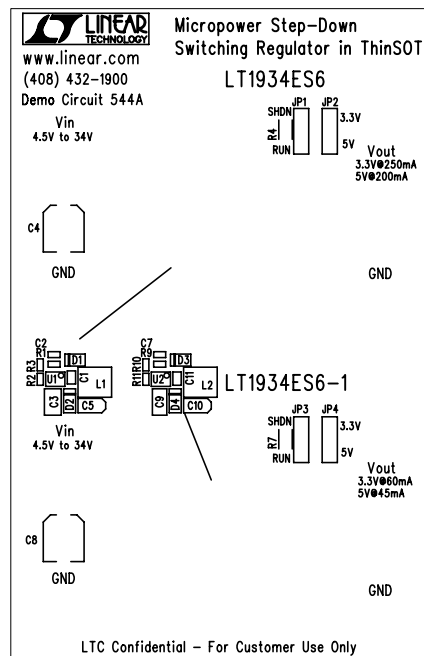 LT LINEAR
TECHNOLOGY
www.linear.com
(408) 432-1900
Demo Circuit 544A
Micropower Step-Down
Switching Regulator in ThinSOT
LT1934ES6
Vin
4.5V to 34V
SHDN JP1 JP2
3.3V
R4
5V
RUN
Vout
3.3V@250mA
5V@200mA
C4
GND
GND
C2
R1
D1
R2 R3
U1
C1
L1
C3
D2
C5
C7
R9
D3
R11 R10
U2
C11
L2
C9
D4
C10
LT1934ES6-1
Vin
4.5V to 34V
SHDN JP3 JP4
3.3V
R7
5V
RUN
Vout
3.3V@60mA
5V@45mA
C8
GND
GND
LTC Confidential - For Customer Use Only